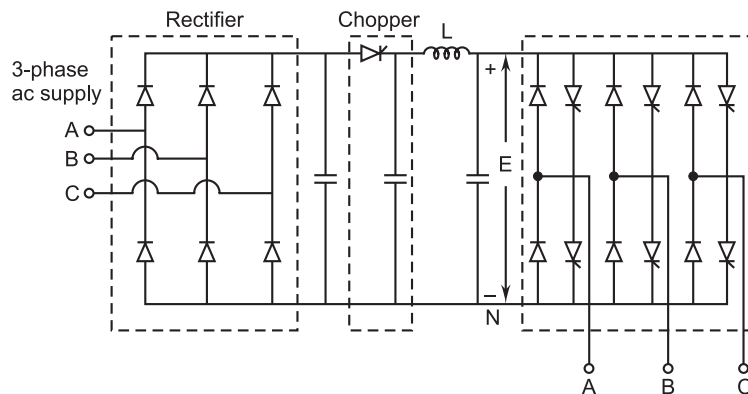 Rectifier
Chopper
L
3-phase
ac supply
A
B
C
+
E
–
N
A
B
C